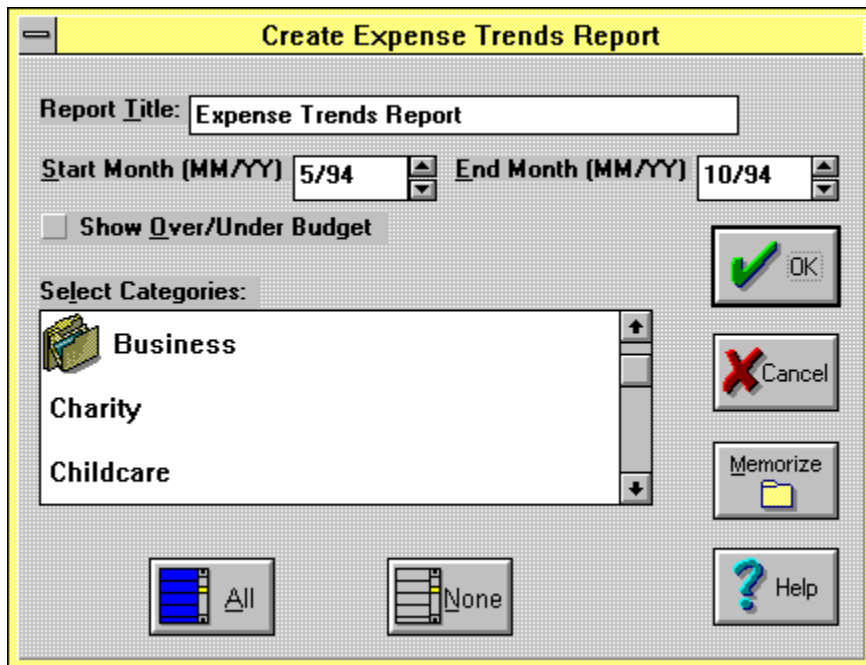 Create Expense Trends Report
Report Title: Expense Trends Report
Start Month (MM/YY) 5/94 End Month (MM/YY) 10/94
Show Over/Under Budget
OK
Select Categories:
Business
Charity
Childcare
Cancel
Memorize
All
None
Help